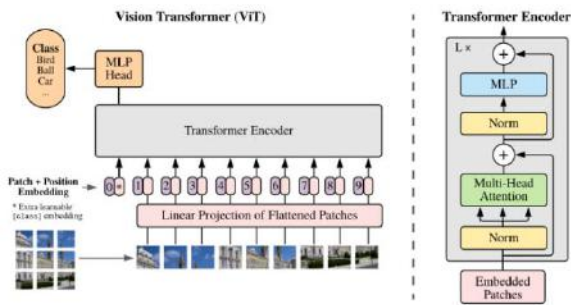 Vision Transformer (ViT)
Class
Bird
Ball
Car
...
MLP
Head
Transformer Encoder
Patch + Position
Embedding
* Extra learnable
[class] embedding
0 * 1 2 3 4 5 6 7 8 9
Linear Projection of Flattened Patches
Transformer Encoder
L ×
+
MLP
Norm
+
Multi-Head
Attention
Norm
Embedded
Patches